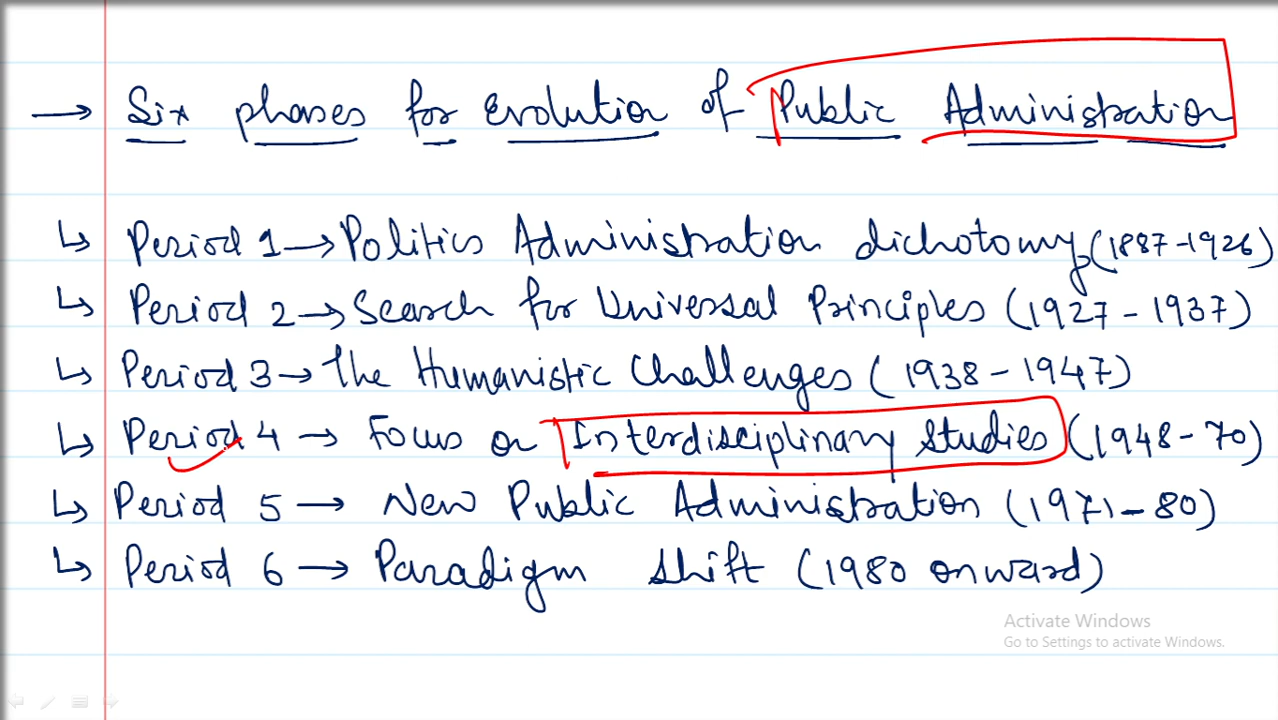 → Six phases for Evolution of Public Administration
↳ Period 1 → Politics Administration dichotomy (1887-1926)
↳ Period 2 → Search for Universal Principles (1927 - 1937)
↳ Period 3 → The Humanistic Challenges (1938 - 1947)
↳ Period 4 → Focus on Interdisciplinary Studies (1948 - 70)
↳ Period 5 → New Public Administration (1971 - 80)
↳ Period 6 → Paradigm Shift (1980 onward)
Activate Windows
Go to Settings to activate Windows.